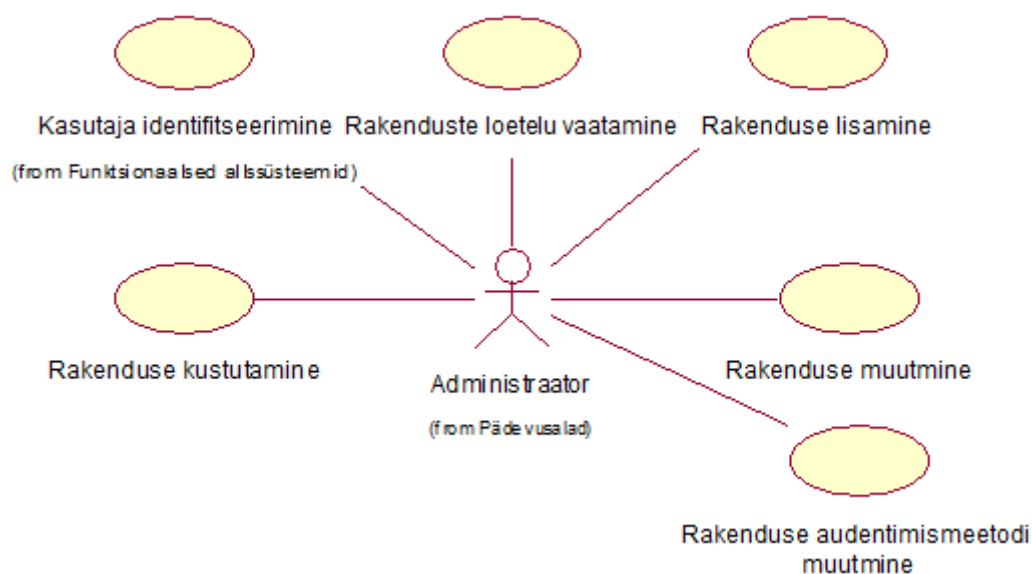 Kasutaja identifitseerimine
(from Funktsionaalsed allssüsteemid)
Rakenduste loetelu vaatamine
Rakenduse lisamine
Rakenduse kustutamine
Administraator
(from Pädevusalad)
Rakenduse muutmine
Rakenduse audentimismeetodi
muutmine